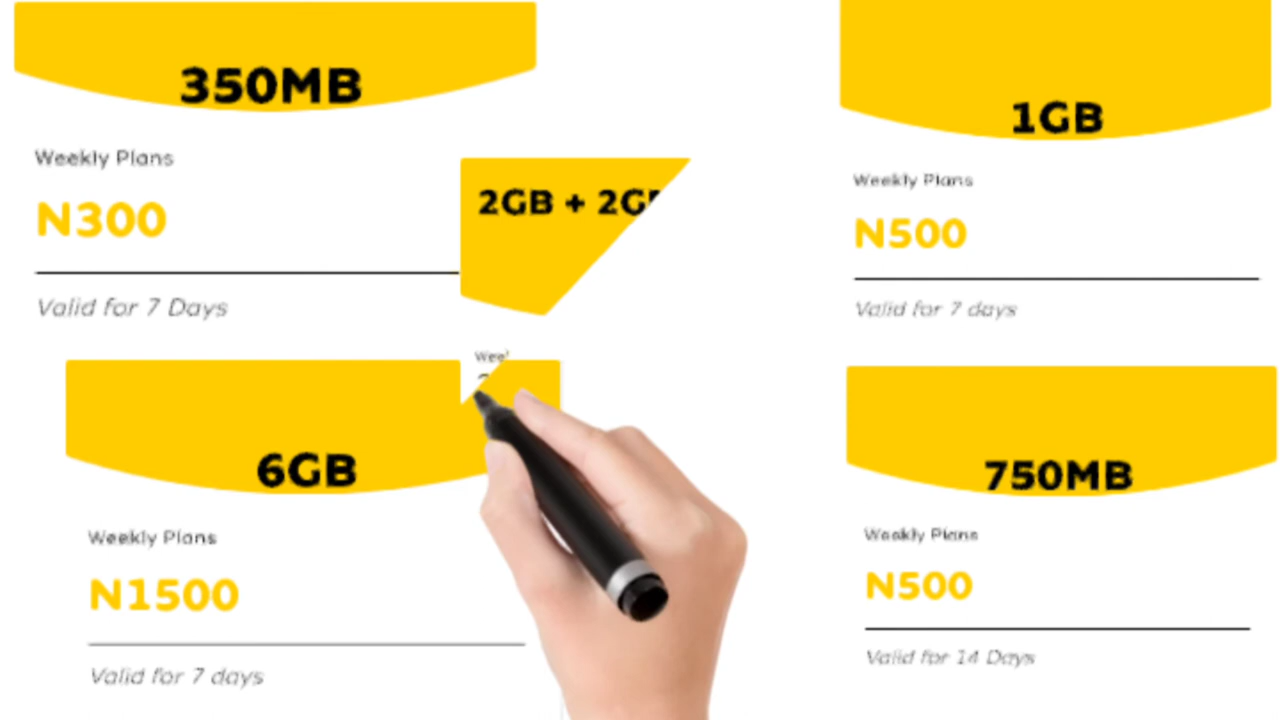 350MB
Weekly Plans
N300
Valid for 7 Days
2GB + 2G
6GB
Weekly Plans
N1500
Valid for 7 days
1GB
Weekly Plans
N500
Valid for 7 days
750MB
Weekly Plans
N500
Valid for 14 Days